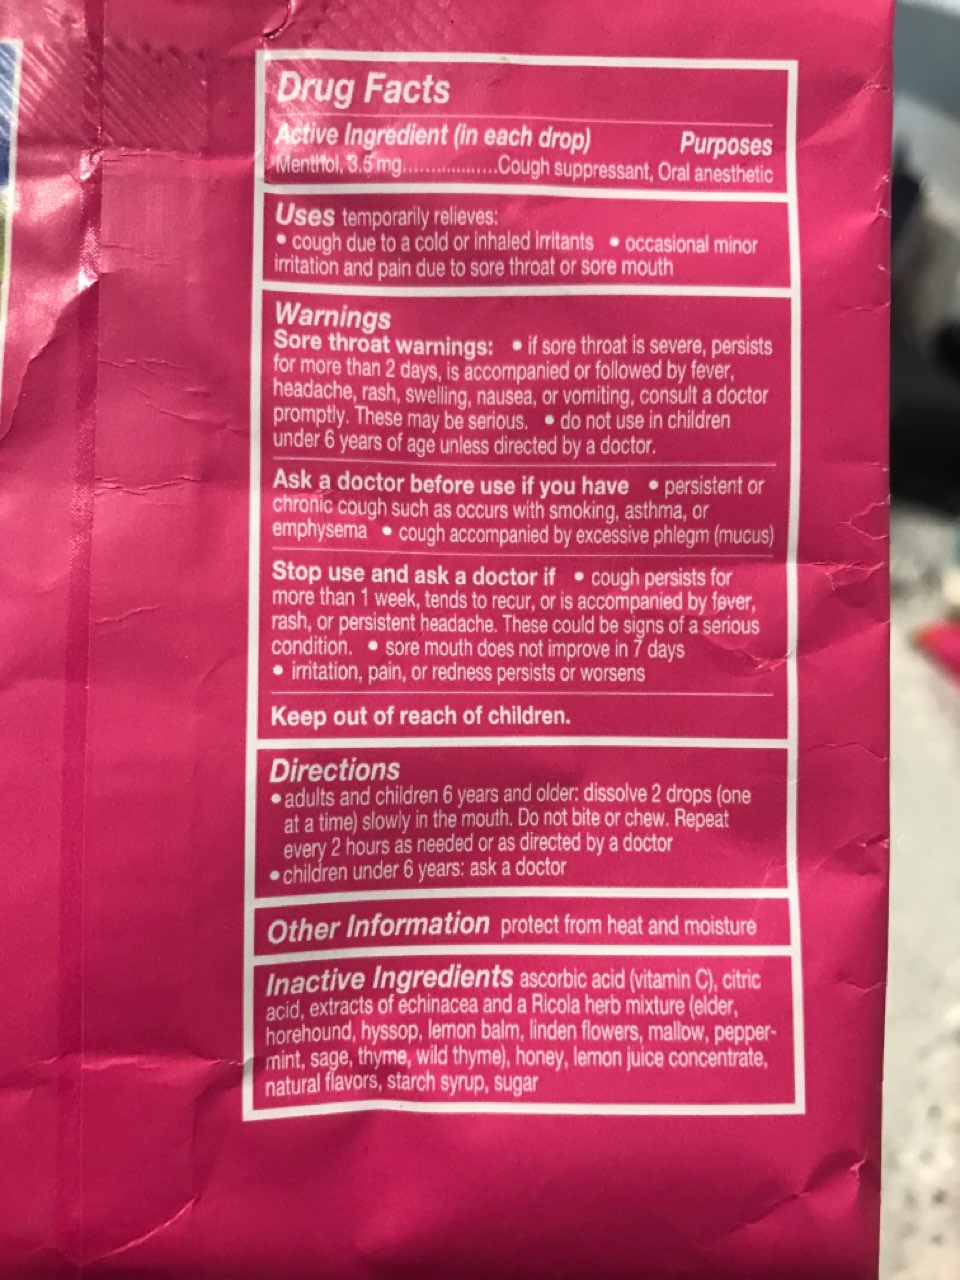 Drug Facts
Active Ingredient (in each drop) Purposes
Menthol, 3.5 mg..................Cough suppressant, Oral anesthetic
Uses temporarily relieves:
• cough due to a cold or inhaled irritants • occasional minor
irritation and pain due to sore throat or sore mouth
Warnings
Sore throat warnings: • if sore throat is severe, persists
for more than 2 days, is accompanied or followed by fever,
headache, rash, swelling, nausea, or vomiting, consult a doctor
promptly. These may be serious. • do not use in children
under 6 years of age unless directed by a doctor.
Ask a doctor before use if you have • persistent or
chronic cough such as occurs with smoking, asthma, or
emphysema • cough accompanied by excessive phlegm (mucus)
Stop use and ask a doctor if • cough persists for
more than 1 week, tends to recur, or is accompanied by fever,
rash, or persistent headache. These could be signs of a serious
condition. • sore mouth does not improve in 7 days
• irritation, pain, or redness persists or worsens
Keep out of reach of children.
Directions
• adults and children 6 years and older: dissolve 2 drops (one
at a time) slowly in the mouth. Do not bite or chew. Repeat
every 2 hours as needed or as directed by a doctor
• children under 6 years: ask a doctor
Other Information protect from heat and moisture
Inactive Ingredients ascorbic acid (vitamin C), citric
acid, extracts of echinacea and a Ricola herb mixture (elder,
horehound, hyssop, lemon balm, linden flowers, mallow, pepper-
mint, sage, thyme, wild thyme), honey, lemon juice concentrate,
natural flavors, starch syrup, sugar